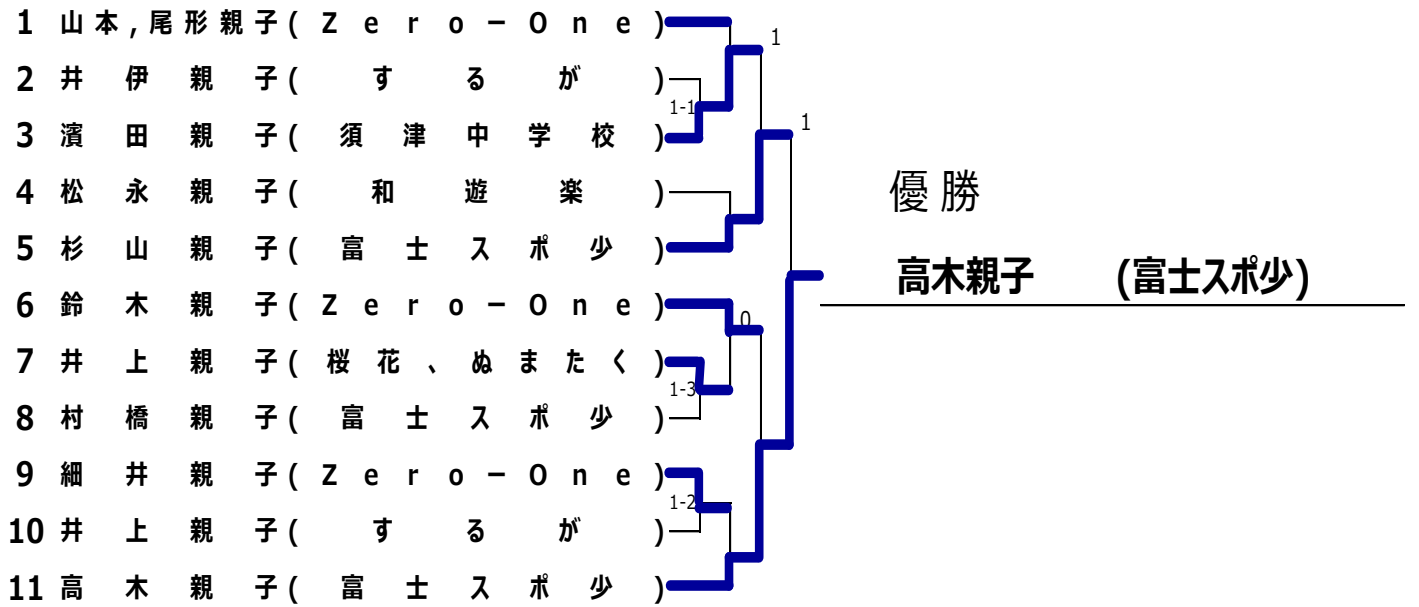 1 山本,尾形親子(Zero－One)
1
2 井伊親子(するが)
1-1
3 濱田親子(須津中学校)
1
4 松永親子(和遊楽)
優勝
5 杉山親子(富士スポ少)
高木親子 (富士スポ少)
6 鈴木親子(Zero－One)
0
7 井上親子(桜花、ぬまたく)
1-3
8 村橋親子(富士スポ少)
9 細井親子(Zero－One)
1-2
10 井上親子(するが)
11 高木親子(富士スポ少)